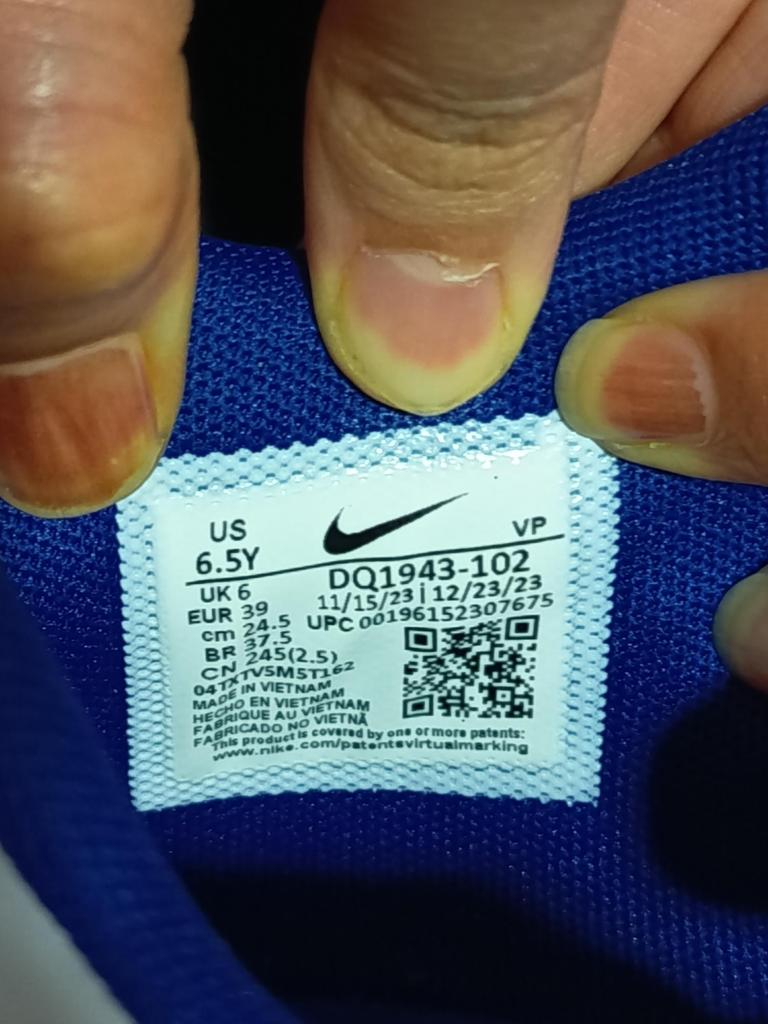 US
6.5Y
VP
DQ1943-102
11/15/23 | 12/23/23
UPC 00196152307675
UK 6
EUR 39
cm 24.5
BR 37.5
CN 245(2.5)
04TXTV5M5T162
MADE IN VIETNAM
HECHO EN VIETNAM
FABRIQUE AU VIETNAM
FABRICADO NO VIETNÃ
This product is covered by one or more patents:
www.nike.com/patentsvirtualmarking